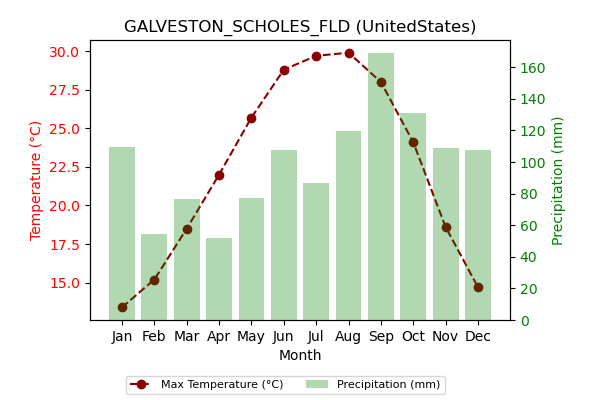 GALVESTON_SCHOLES_FLD (UnitedStates)
30.0
27.5
25.0
22.5
20.0
17.5
15.0
Temperature (°C)
160
140
120
100
80
60
40
20
0
Precipitation (mm)
Jan Feb Mar Apr May Jun Jul Aug Sep Oct Nov Dec
Month
Max Temperature (°C) Precipitation (mm)